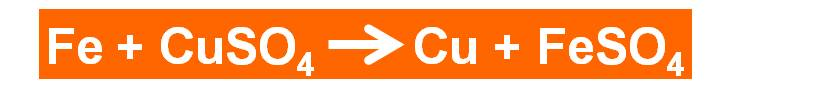 Fe + CuSO₄ → Cu + FeSO₄